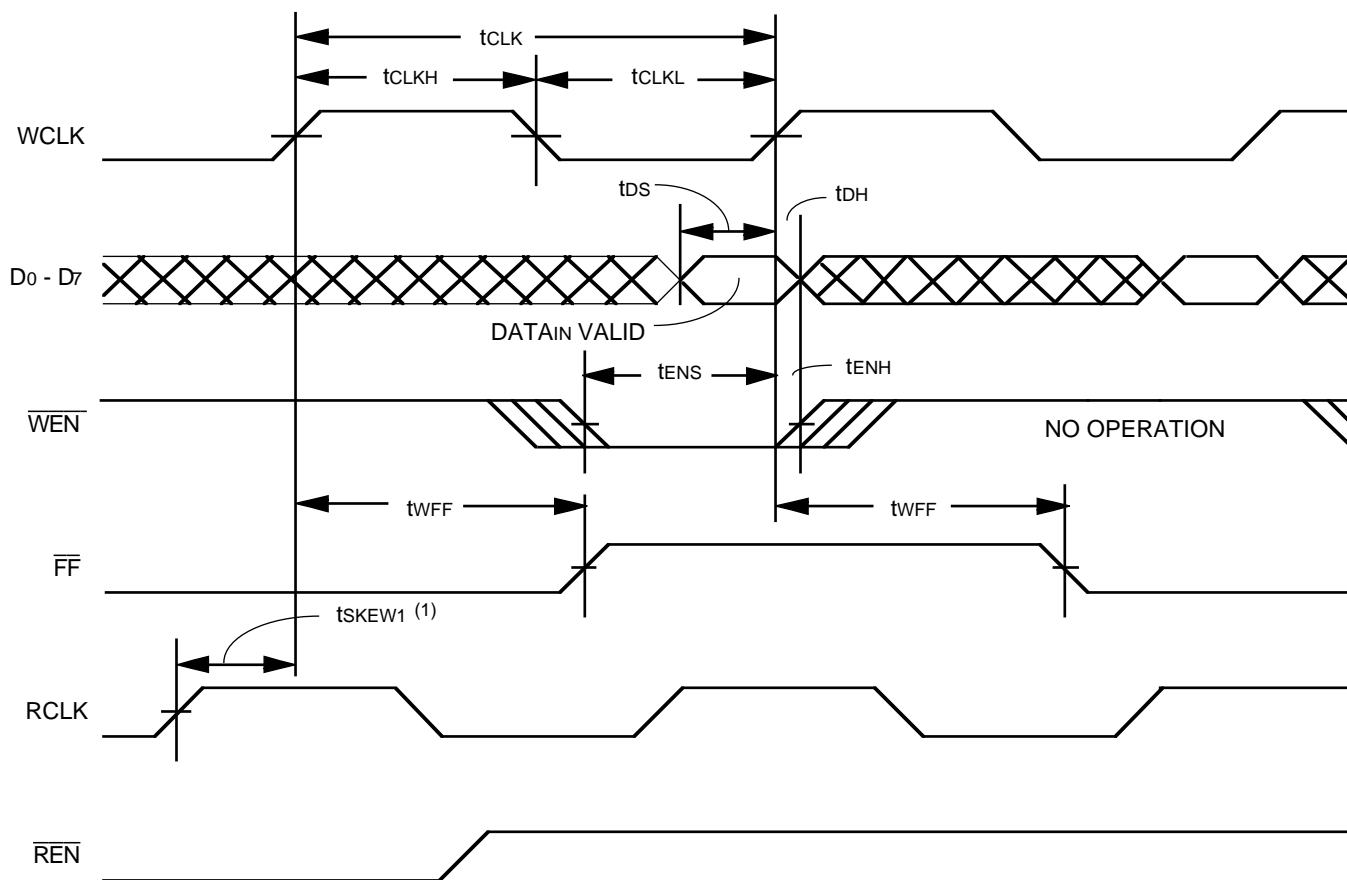 tCLK
tCLKH
tCLKL
WCLK
tDS
tDH
D0 - D7
DATAIN VALID
tENS
tENH
WEN
NO OPERATION
tWFF
tWFF
FF
tSKEW1 (1)
RCLK
REN